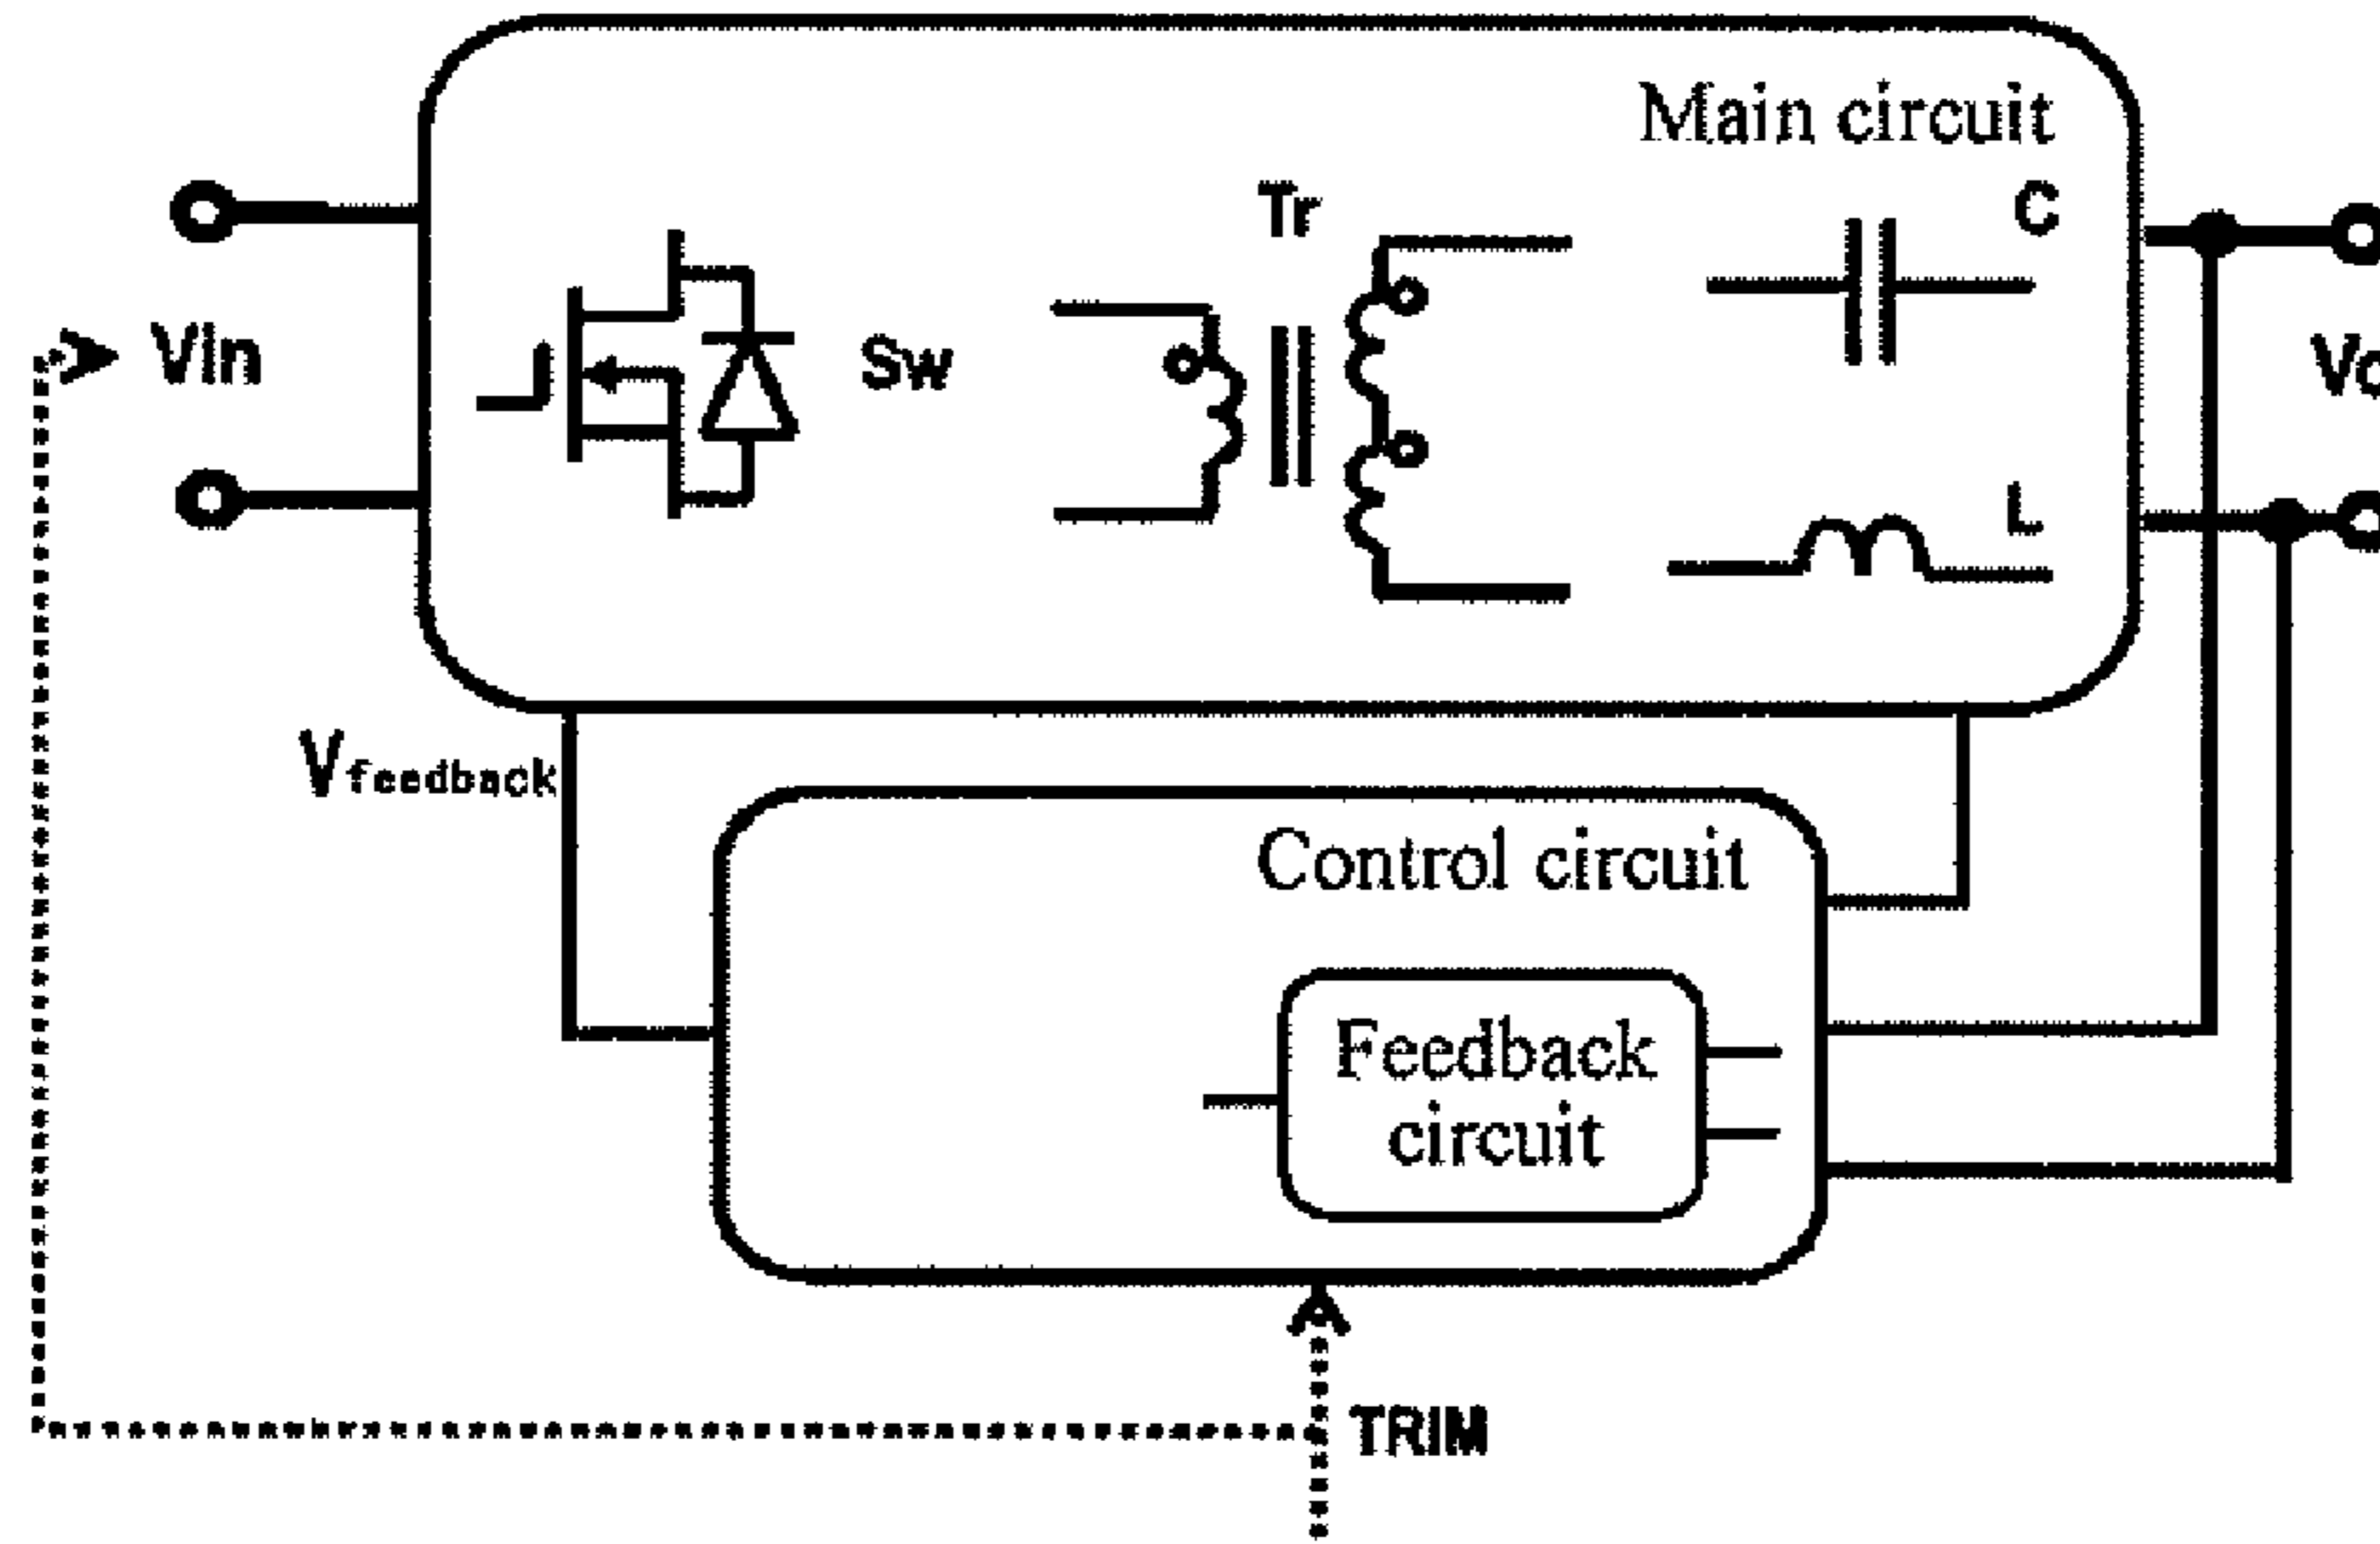 Main circuit
Tr
C
Vin
Sw
L
Vfeedback
Control circuit
Feedback
circuit
TRIM